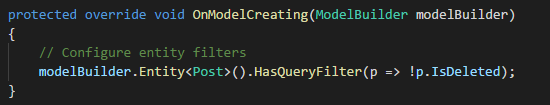 protected override void OnModelCreating(ModelBuilder modelBuilder)
{
    // Configure entity filters
    modelBuilder.Entity<Post>().HasQueryFilter(p => !p.IsDeleted);
}